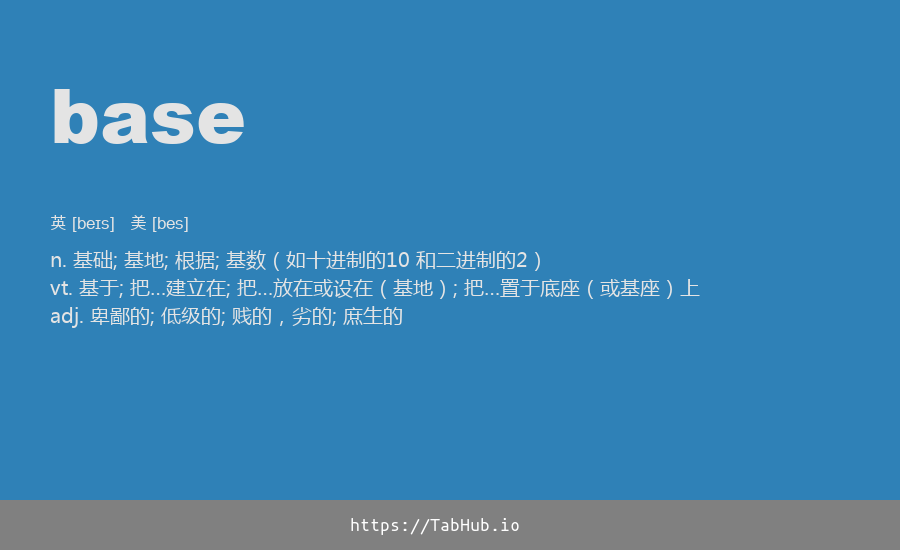 base
英 [beɪs] 美 [bes]
n. 基础; 基地; 根据; 基数（如十进制的10 和二进制的2）
vt. 基于; 把…建立在; 把…放在或设在（基地）; 把…置于底座（或基座）上
adj. 卑鄙的; 低级的; 贱的，劣的; 庶生的
https://TabHub.io